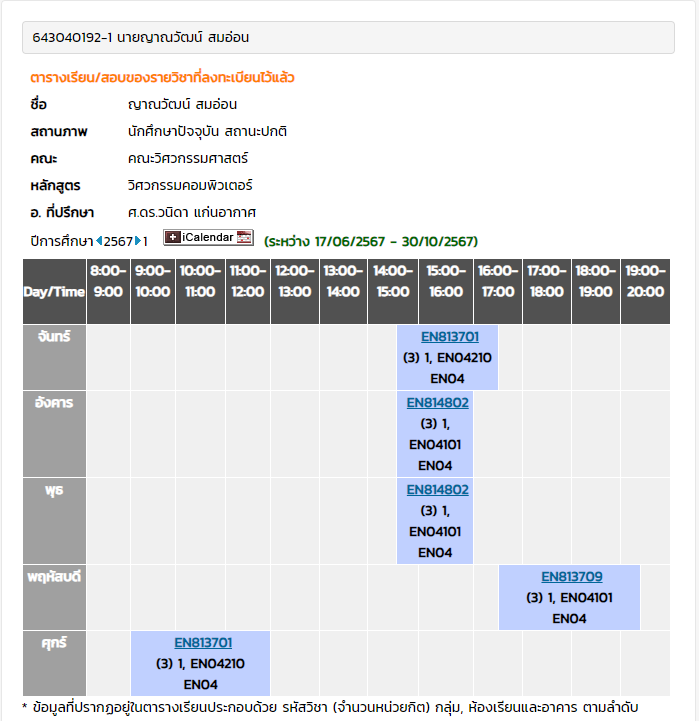 643040192-1 นายญาณวัฒน์ สมอ่อน
ตารางเรียน/สอบของรายวิชาที่ลงทะเบียนไว้แล้ว
ชื่อ ญาณวัฒน์ สมอ่อน
สถานภาพ นักศึกษาปัจจุบัน สถานะปกติ
คณะ คณะวิศวกรรมศาสตร์
หลักสูตร วิศวกรรมคอมพิวเตอร์
อ. ที่ปรึกษา ศ.ดร.วนิดา แก่นอากาศ
ปีการศึกษา 2567 1 iCalendar (ระหว่าง 17/06/2567 - 30/10/2567)
Day/Time 8:00- 9:00- 10:00- 11:00- 12:00- 13:00- 14:00- 15:00- 16:00- 17:00- 18:00- 19:00-
9:00 10:00 11:00 12:00 13:00 14:00 15:00 16:00 17:00 18:00 19:00 20:00
จันทร์ EN813701
(3) 1, EN04210
EN04
อังคาร EN814802
(3) 1,
EN04101
EN04
พุธ EN814802
(3) 1,
EN04101
EN04
พฤหัสบดี EN813709
(3) 1, EN04101
EN04
ศุกร์ EN813701
(3) 1, EN04210
EN04
* ข้อมูลที่ปรากฏอยู่ในตารางเรียนประกอบด้วย รหัสวิชา (จำนวนหน่วยกิต) กลุ่ม, ห้องเรียนและอาคาร ตามลำดับ